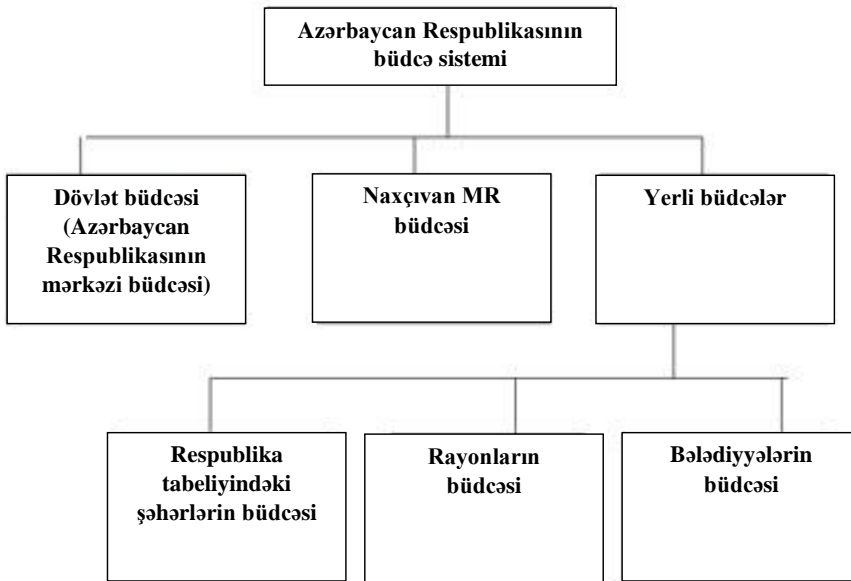 Azərbaycan Respublikasının
büdcə sistemi
Dövlət büdcəsi
(Azərbaycan
Respublikasının
mərkəzi büdcəsi)
Naxçıvan MR
büdcəsi
Yerli büdcələr
Respublika
tabeliyindəki
şəhərlərin büdcəsi
Rayonların
büdcəsi
Bələdiyyələrin
büdcəsi